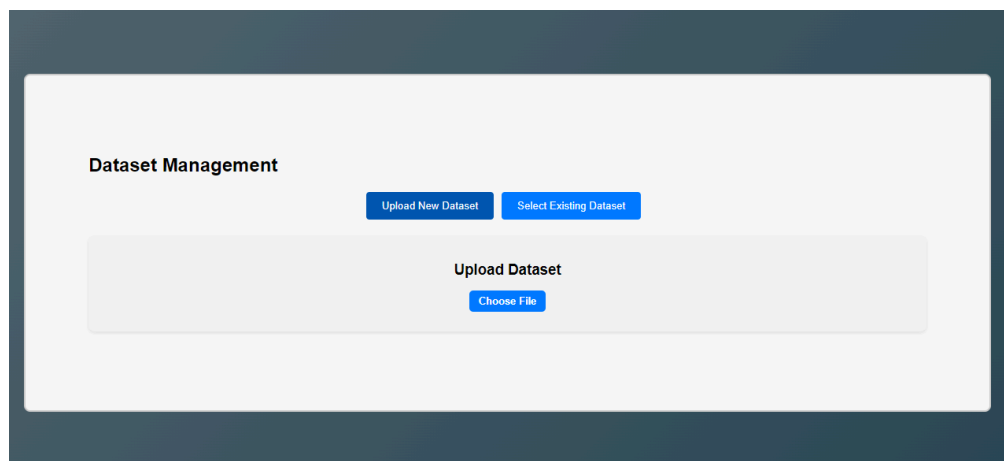 Dataset Management
Upload New Dataset Select Existing Dataset
Upload Dataset
Choose File